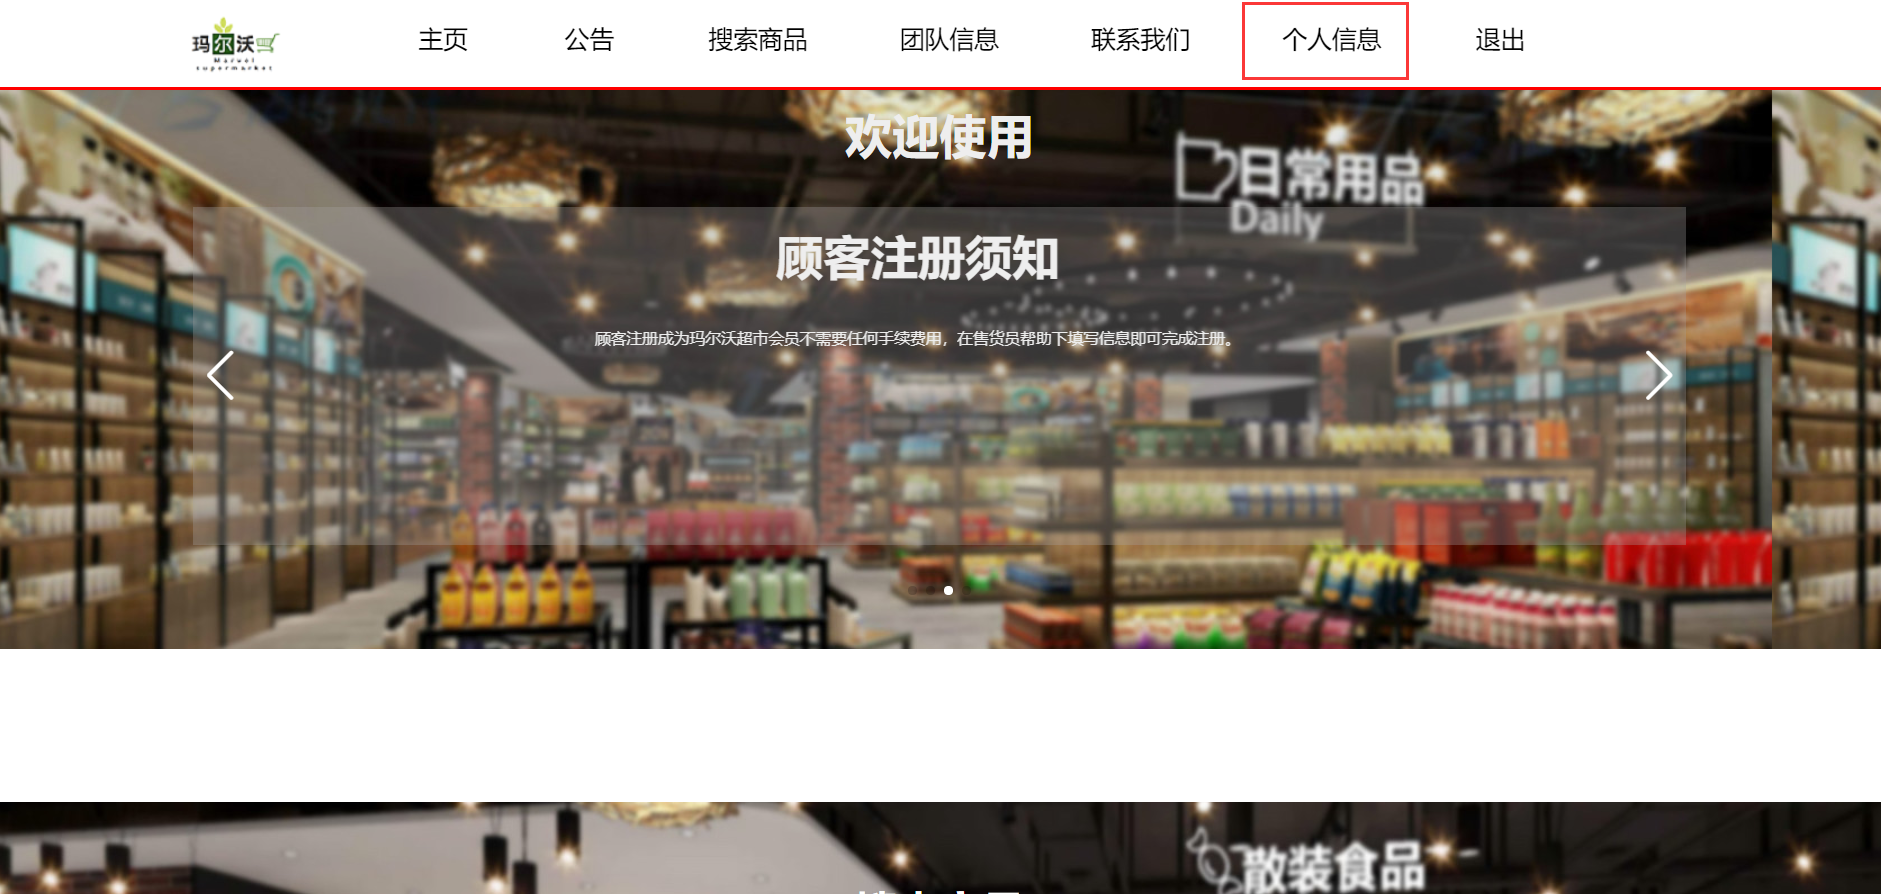 玛尔沃
Marvel
supermarket
主页
公告
搜索商品
团队信息
联系我们
个人信息
退出
欢迎使用
日常用品
Daily
顾客注册须知
顾客注册成为玛尔沃超市会员不需要任何手续费用，在售货员帮助下填写信息即可完成注册。
散装食品